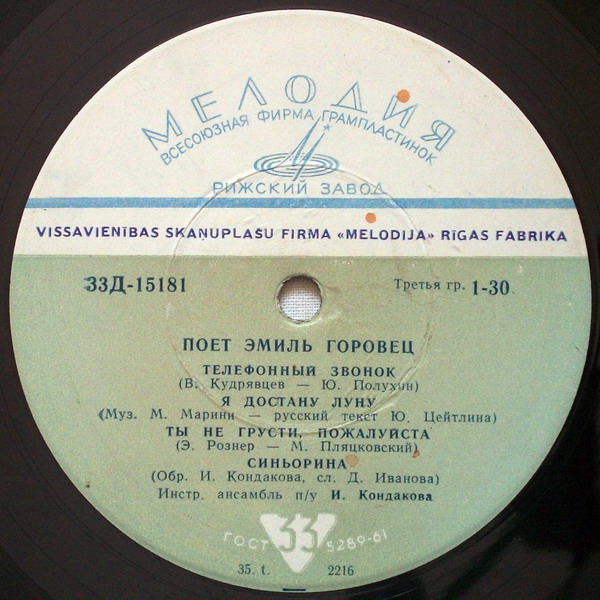 МЕЛОДИЯ
ВСЕСОЮЗНАЯ ФИРМА ГРАМПЛАСТИНОК
РИЖСКИЙ ЗАВОД
VISSAVIENĪBAS SKAŅUPLAŠU FIRMA «MELODIJA» RĪGAS FABRIKA
33Д-15181 Третья гр. 1-30
ПОЕТ ЭМИЛЬ ГОРОВЕЦ
ТЕЛЕФОННЫЙ ЗВОНОК
(В. Кудрявцев — Ю. Полухин)
Я ДОСТАНУ ЛУНУ
(Муз. М. Марини — русский текст Ю. Цейтлина)
ТЫ НЕ ГРУСТИ, ПОЖАЛУЙСТА
(Э. Рознер — М. Пляцковский)
СИНЬОРИНА
(Обр. И. Кондакова, сл. Д. Иванова)
Инстр. ансамбль п/у И. Кондакова
ГОСТ 33 5289-61
35. t. 2216